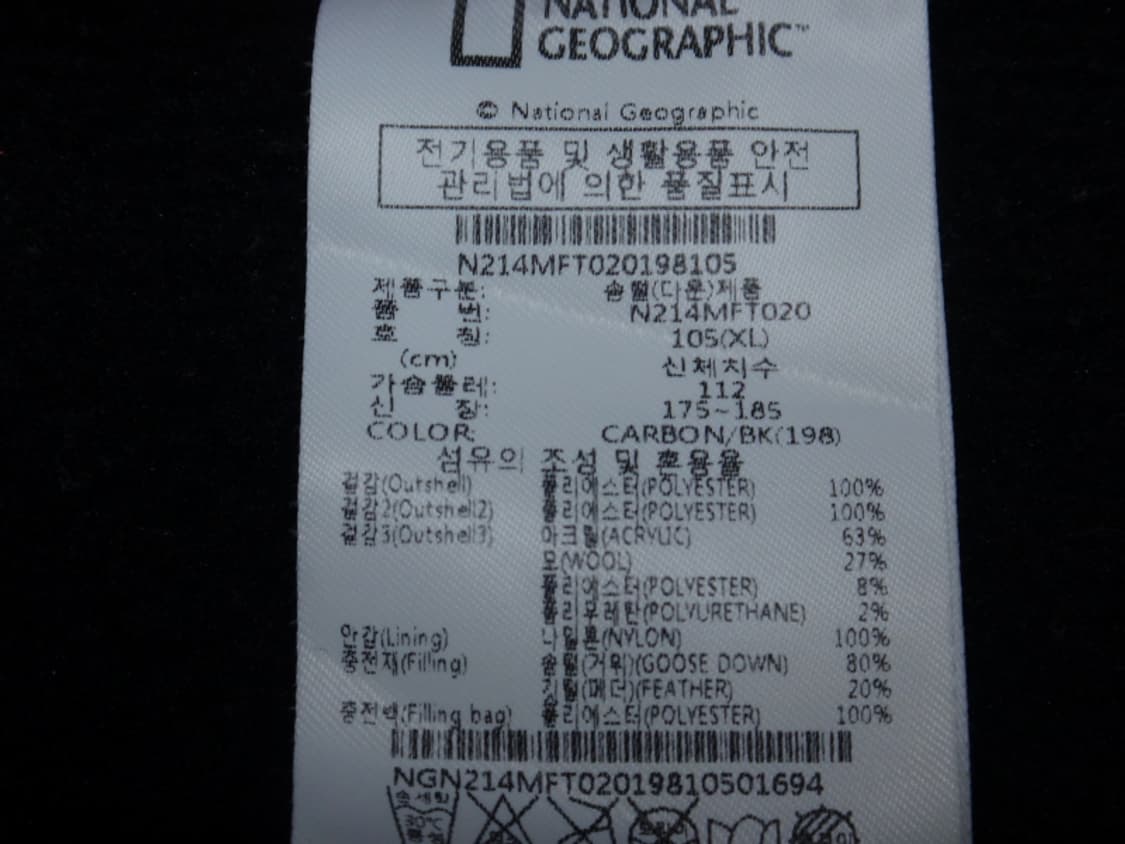 NATIONAL
GEOGRAPHIC™
© National Geographic
전기용품 및 생활용품 안전
관리법에 의한 품질표시
N214MFT020198105
제품구분: 솜털(다운)제품
품 번: N214MFT020
호 칭: 105(XL)
(cm) 신체치수
가슴둘레: 112
신 장: 175~185
COLOR: CARBON/BK(198)
섬유의 조성 및 혼용율
겉감(Outshell) 폴리에스터(POLYESTER) 100%
겉감2(Outshell2) 폴리에스터(POLYESTER) 100%
겉감3(Outshell3) 아크릴(ACRYLIC) 63%
모(WOOL) 27%
폴리에스터(POLYESTER) 8%
폴리우레탄(POLYURETHANE) 2%
안감(Lining) 나일론(NYLON) 100%
충전재(Filling) 솜털(거위)(GOOSE DOWN) 80%
깃털(페더)(FEATHER) 20%
충전백(Filling bag) 폴리에스터(POLYESTER) 100%
NGN214MFT02019810501694
손세탁